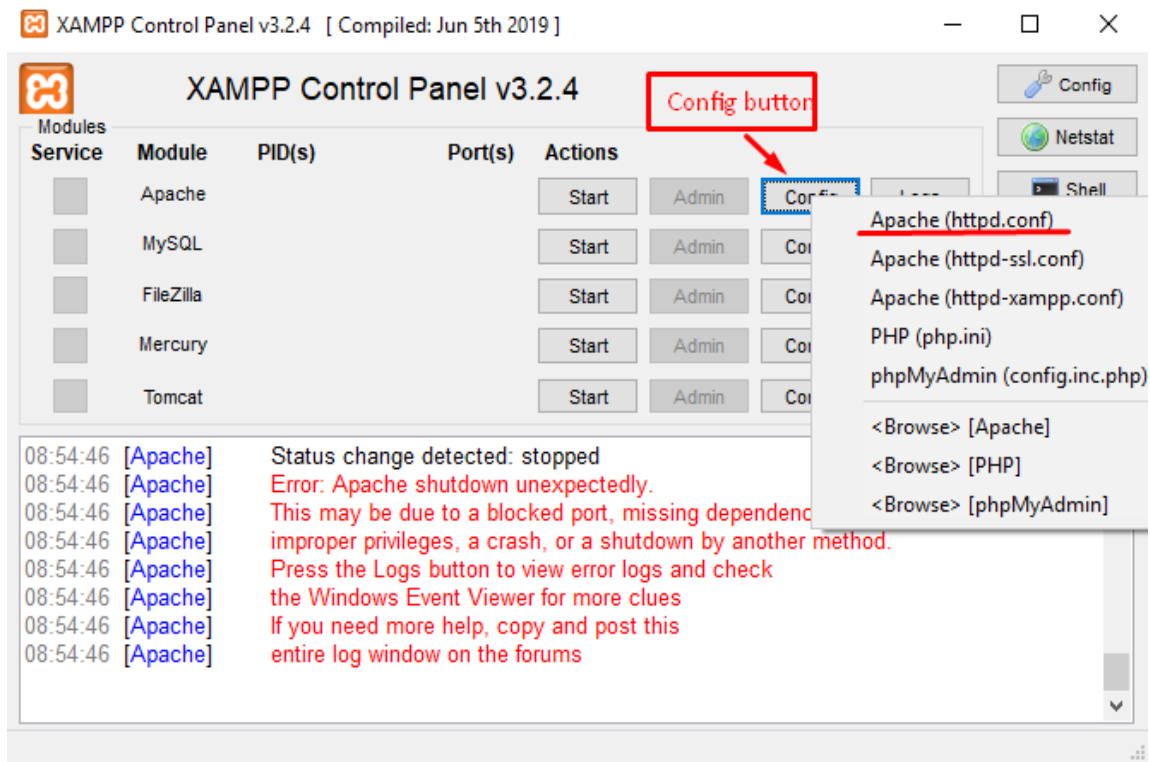 XAMPP Control Panel v3.2.4 [ Compiled: Jun 5th 2019 ]
XAMPP Control Panel v3.2.4
Config button
Config
Netstat
Shell
Modules
Service Module PID(s) Port(s) Actions
Apache Start Admin Config Logs
MySQL Start Admin Co
FileZilla Start Admin Co
Mercury Start Admin Co
Tomcat Start Admin Co
Apache (httpd.conf)
Apache (httpd-ssl.conf)
Apache (httpd-xampp.conf)
PHP (php.ini)
phpMyAdmin (config.inc.php)
<Browse> [Apache]
<Browse> [PHP]
<Browse> [phpMyAdmin]
08:54:46 [Apache] Status change detected: stopped
08:54:46 [Apache] Error: Apache shutdown unexpectedly.
08:54:46 [Apache] This may be due to a blocked port, missing dependenc
08:54:46 [Apache] improper privileges, a crash, or a shutdown by another method.
08:54:46 [Apache] Press the Logs button to view error logs and check
08:54:46 [Apache] the Windows Event Viewer for more clues
08:54:46 [Apache] If you need more help, copy and post this
08:54:46 [Apache] entire log window on the forums